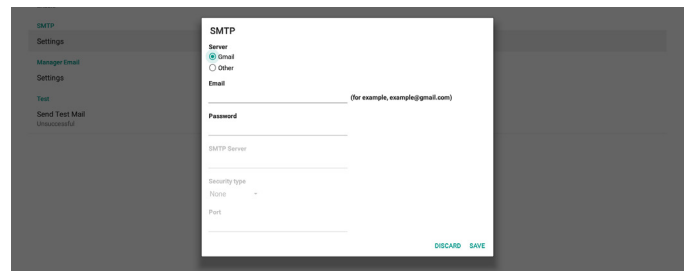 SMTP
Settings
Manager Email
Settings
Test
Send Test Mail
Unsuccessful
SMTP
Server
Gmail
Other
Email
(for example, example@gmail.com)
Password
SMTP Server
Security type
None
Port
DISCARD SAVE